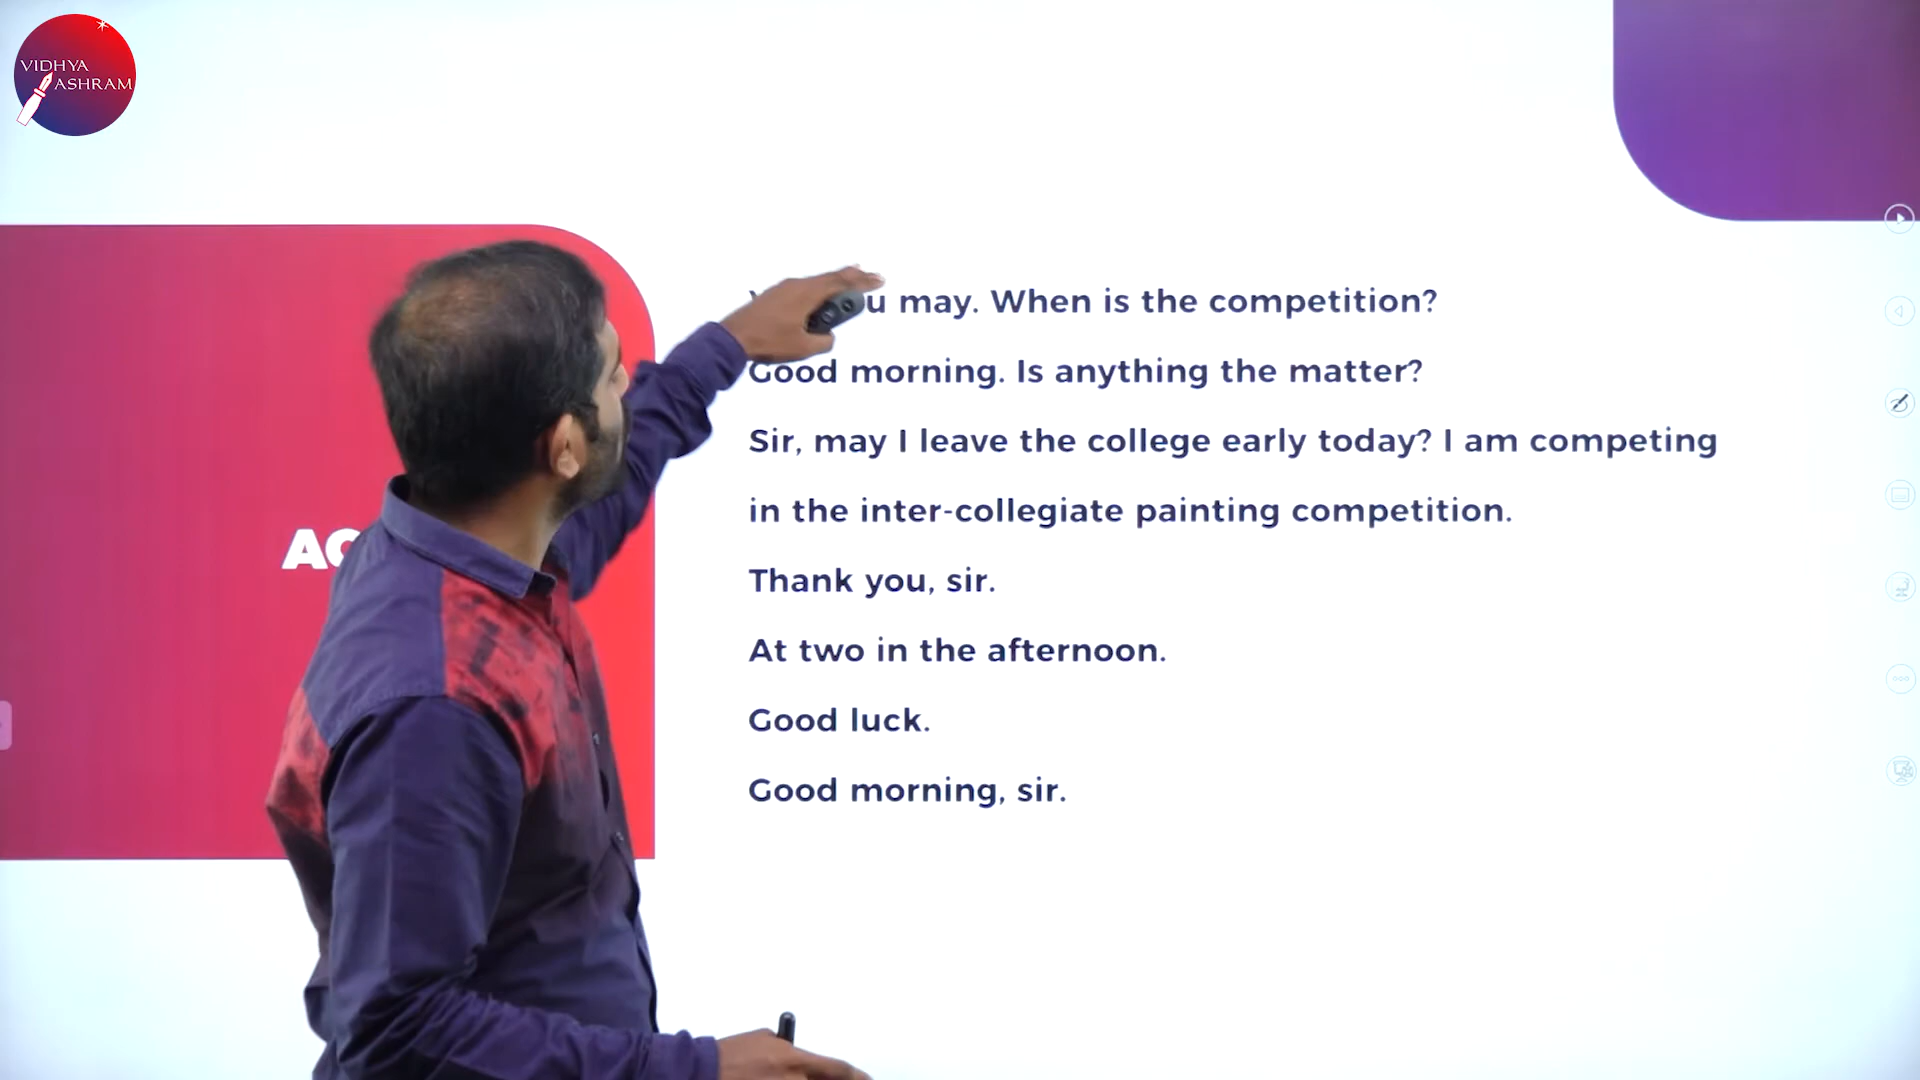 VIDHYA
ASHRAM
may. When is the competition?
Good morning. Is anything the matter?
Sir, may I leave the college early today? I am competing
in the inter-collegiate painting competition.
Thank you, sir.
At two in the afternoon.
Good luck.
Good morning, sir.